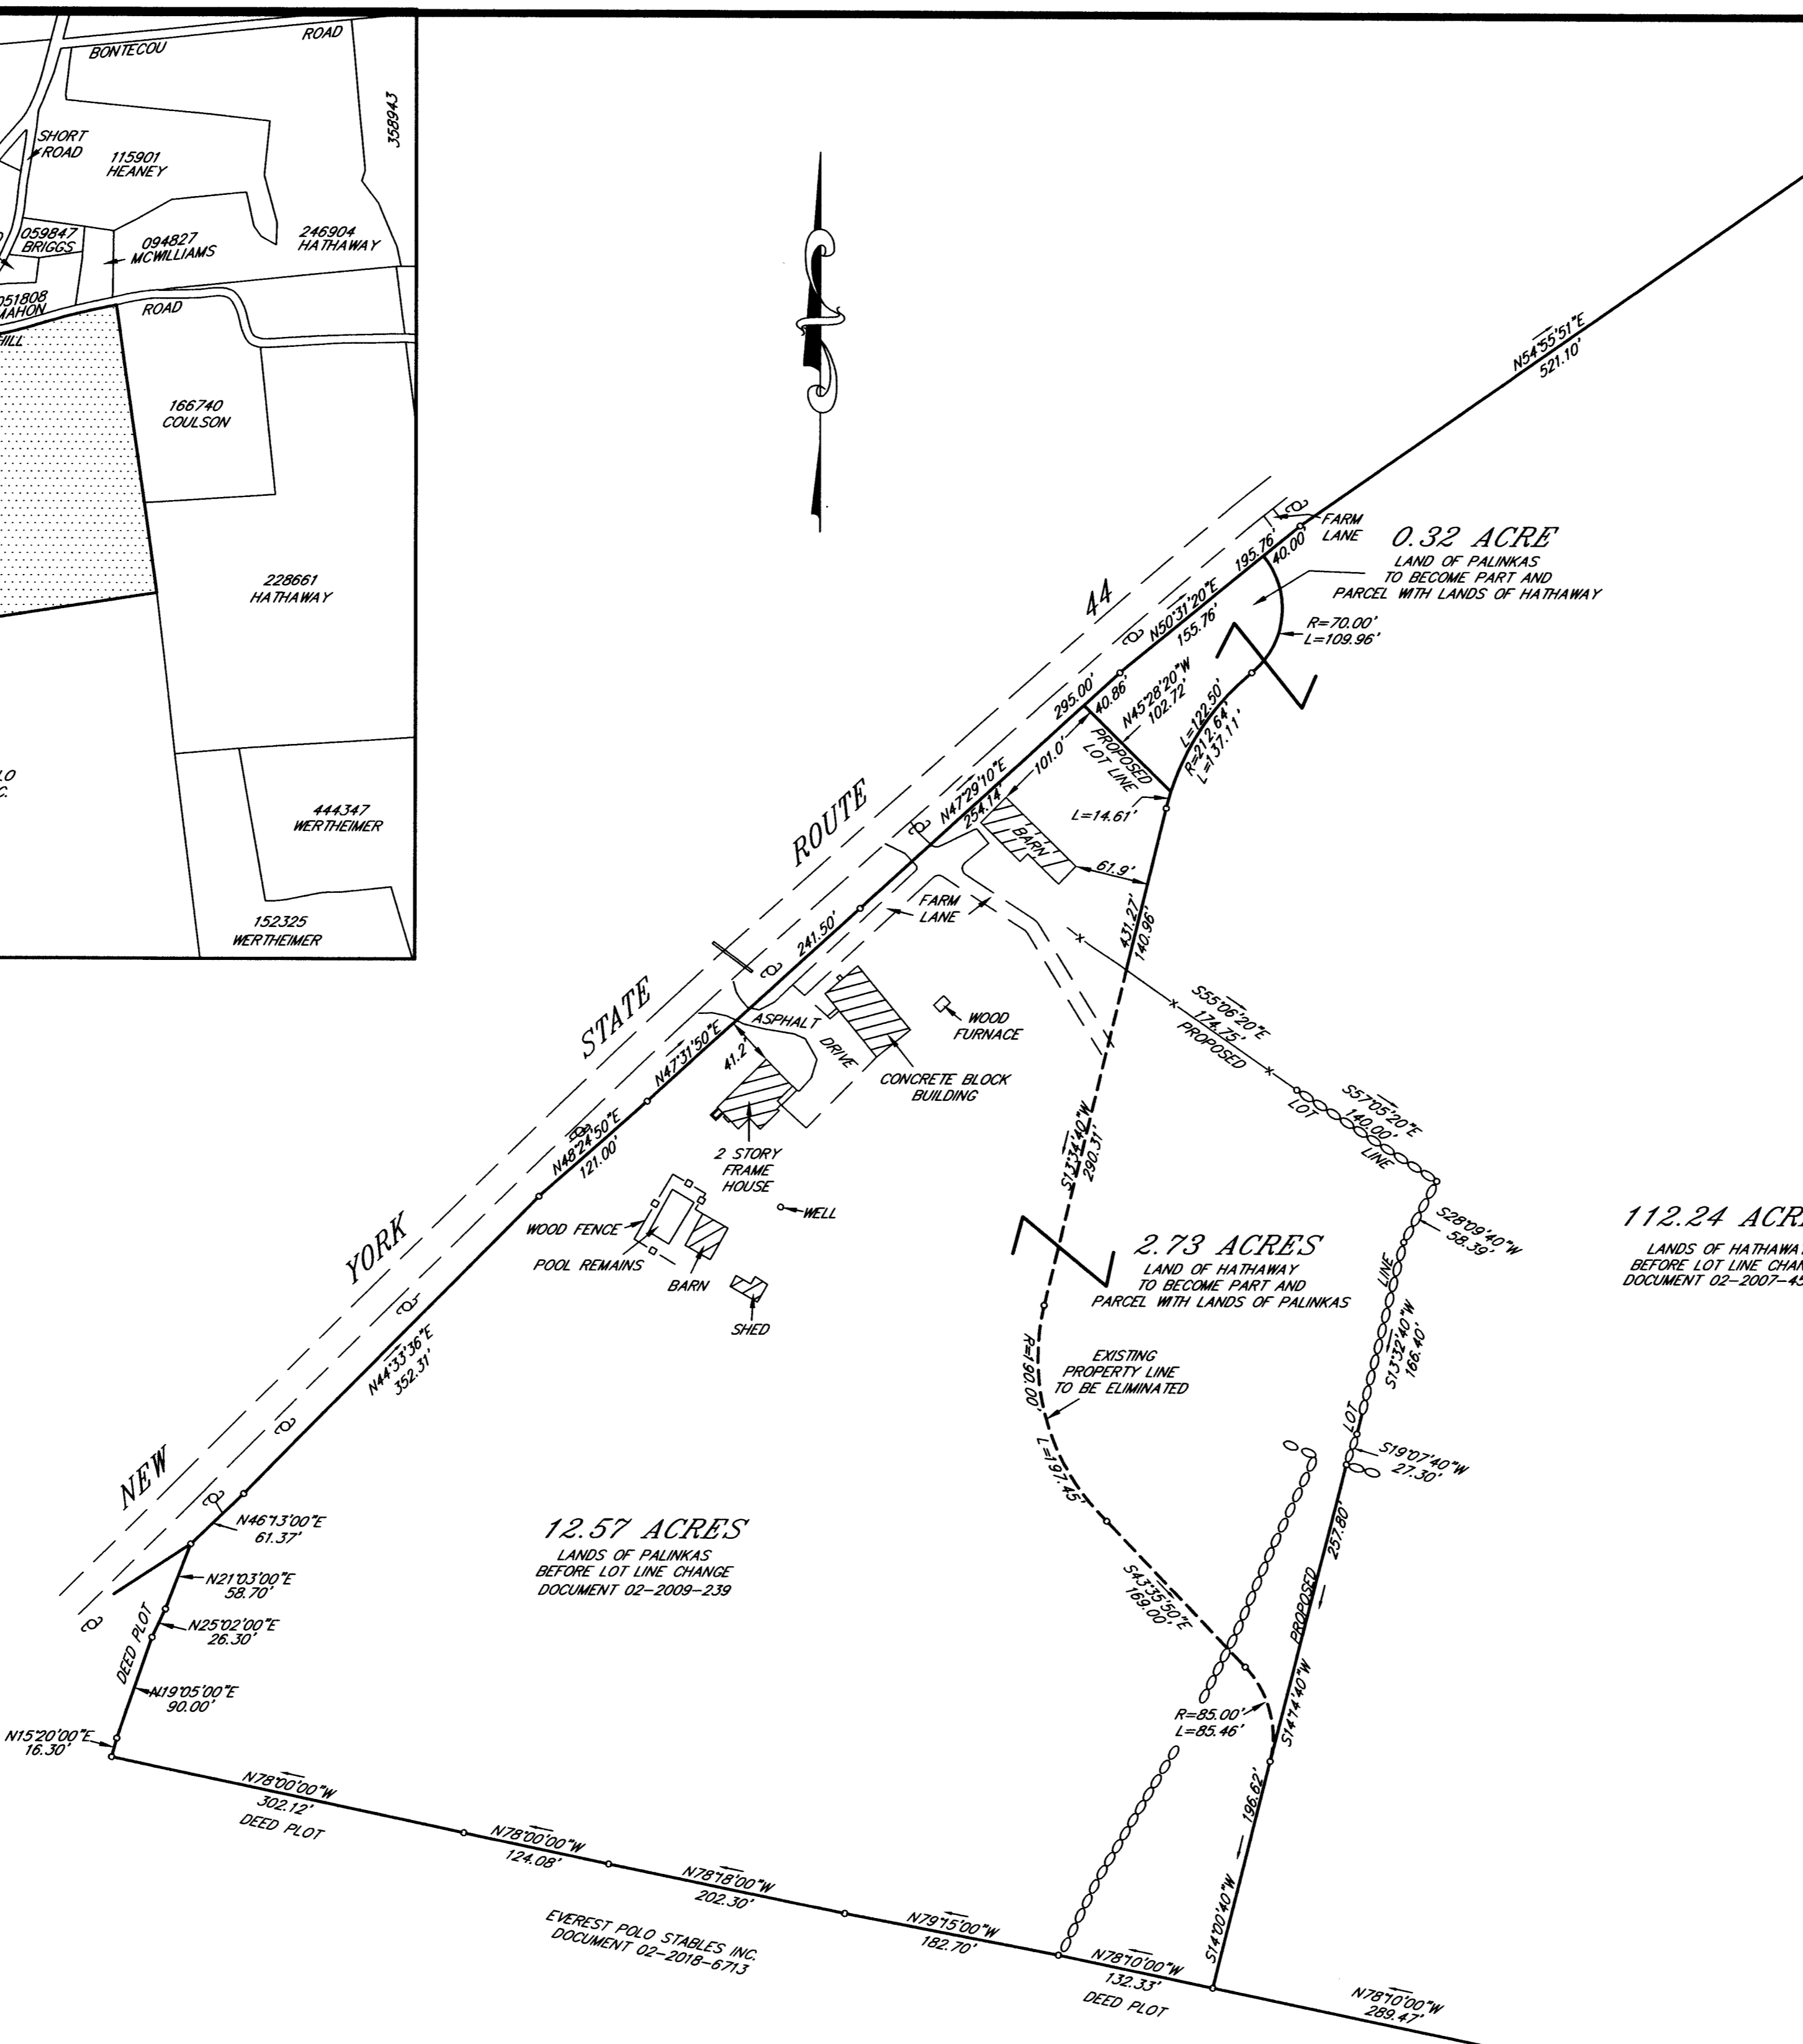 BONTECOU
ROAD
358943
SHORT
ROAD
115901
HEANEY
059847
BRIGGS
094827
MCWILLIAMS
246904
HATHAWAY
051808
MAHON
ROAD
HILL
166740
COULSON
228661
HATHAWAY
LO
C.
444347
WERTHEIMER
152325
WERTHEIMER
N54°55'51"E
521.10'
FARM
LANE
0.32 ACRE
LAND OF PALINKAS
TO BECOME PART AND
PARCEL WITH LANDS OF HATHAWAY
195.76'
40.00'
44
N50°31'20"E
155.76'
R=70.00'
L=109.96'
295.00'
40.86'
N45°28'20"W
102.72'
L=122.50'
R=212.64'
L=137.11'
PROPOSED
LOT LINE
101.0'
N47°29'10"E
254.14'
L=14.61'
BARN
61.9'
ROUTE
FARM
LANE
241.50'
431.27'
140.96'
S55°06'20"E
174.75'
PROPOSED
STATE
ASPHALT
DRIVE
WOOD
FURNACE
N47°31'50"E
41.2'
CONCRETE BLOCK
BUILDING
S57°05'20"E
140.00'
LOT
LINE
N48°24'50"E
121.00'
2 STORY
FRAME
HOUSE
S13°34'40"W
290.31'
WELL
WOOD FENCE
POOL REMAINS
BARN
SHED
YORK
S28°09'40"W
58.39'
112.24 ACR
LANDS OF HATHAWA
BEFORE LOT LINE CHAN
DOCUMENT 02-2007-45
2.73 ACRES
LAND OF HATHAWAY
TO BECOME PART AND
PARCEL WITH LANDS OF PALINKAS
LINE
S13°32'40"W
166.40'
N44°33'36"E
352.31'
R=190.00'
L=197.45'
EXISTING
PROPERTY LINE
TO BE ELIMINATED
LOT
S19°07'40"W
27.30'
NEW
N46°13'00"E
61.37'
12.57 ACRES
LANDS OF PALINKAS
BEFORE LOT LINE CHANGE
DOCUMENT 02-2009-239
257.80'
N21°03'00"E
58.70'
S43°35'50"E
169.00'
PROPOSED
DEED PLOT
N25°02'00"E
26.30'
N19°05'00"E
90.00'
S14°14'40"W
R=85.00'
L=85.46'
N15°20'00"E
16.30'
196.62'
N78°00'00"W
302.12'
DEED PLOT
N78°00'00"W
124.08'
N78°18'00"W
202.30'
S14°00'40"W
N79°15'00"W
182.70'
EVEREST POLO STABLES INC.
DOCUMENT 02-2018-6713
N78°10'00"W
132.33'
DEED PLOT
N78°10'00"W
289.47'